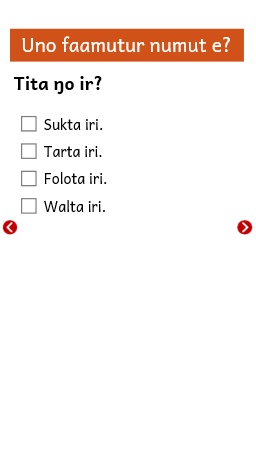 Uno faamutur numut e?
Tita ŋo ir?
Sukta iri.
Tarta iri.
Folota iri.
Walta iri.